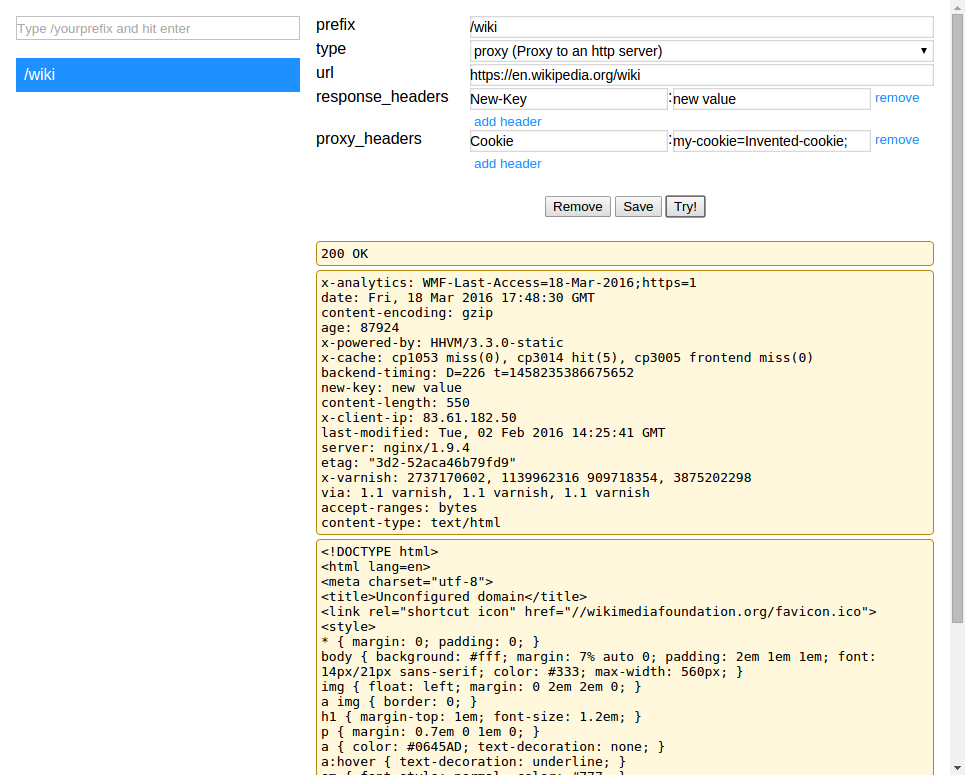 Type /yourprefix and hit enter
/wiki
prefix /wiki
type proxy (Proxy to an http server)
url https://en.wikipedia.org/wiki
response_headers New-Key : new value remove
add header
proxy_headers Cookie : my-cookie=Invented-cookie; remove
add header
Remove Save Try!
200 OK
x-analytics: WMF-Last-Access=18-Mar-2016;https=1
date: Fri, 18 Mar 2016 17:48:30 GMT
content-encoding: gzip
age: 87924
x-powered-by: HHVM/3.3.0-static
x-cache: cp1053 miss(0), cp3014 hit(5), cp3005 frontend miss(0)
backend-timing: D=226 t=1458235386675652
new-key: new value
content-length: 550
x-client-ip: 83.61.182.50
last-modified: Tue, 02 Feb 2016 14:25:41 GMT
server: nginx/1.9.4
etag: "3d2-52aca46b79fd9"
x-varnish: 2737170602, 1139962316 909718354, 3875202298
via: 1.1 varnish, 1.1 varnish, 1.1 varnish
accept-ranges: bytes
content-type: text/html
<!DOCTYPE html>
<html lang=en>
<meta charset="utf-8">
<title>Unconfigured domain</title>
<link rel="shortcut icon" href="//wikimediafoundation.org/favicon.ico">
<style>
* { margin: 0; padding: 0; }
body { background: #fff; margin: 7% auto 0; padding: 2em 1em 1em; font:
14px/21px sans-serif; color: #333; max-width: 560px; }
img { float: left; margin: 0 2em 2em 0; }
a img { border: 0; }
h1 { margin-top: 1em; font-size: 1.2em; }
p { margin: 0.7em 0 1em 0; }
a { color: #0645AD; text-decoration: none; }
a:hover { text-decoration: underline; }
em { font-style: normal; color: #777; }